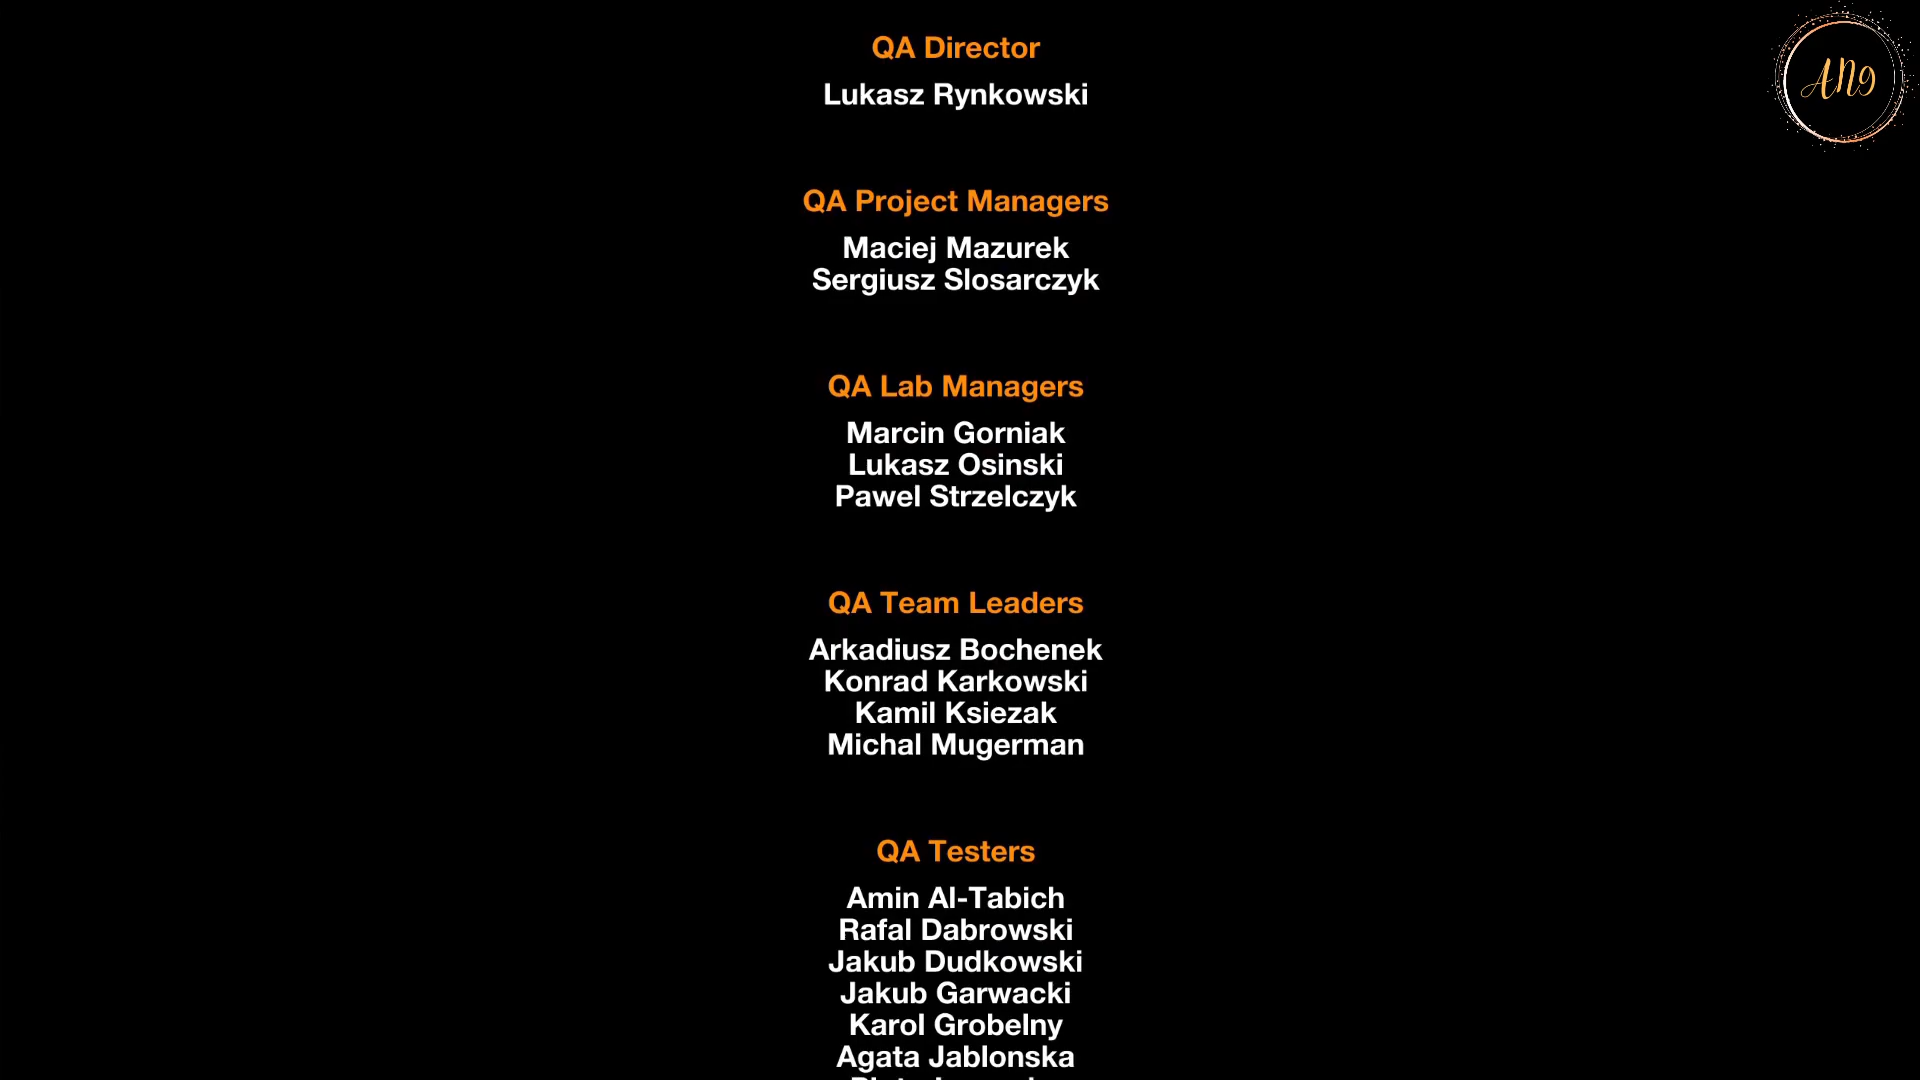 QA Director
Lukasz Rynkowski
QA Project Managers
Maciej Mazurek
Sergiusz Slosarczyk
QA Lab Managers
Marcin Gorniak
Lukasz Osinski
Pawel Strzelczyk
QA Team Leaders
Arkadiusz Bochenek
Konrad Karkowski
Kamil Ksiezak
Michal Mugerman
QA Testers
Amin Al-Tabich
Rafal Dabrowski
Jakub Dudkowski
Jakub Garwacki
Karol Grobelny
Agata Jablonska
AN9